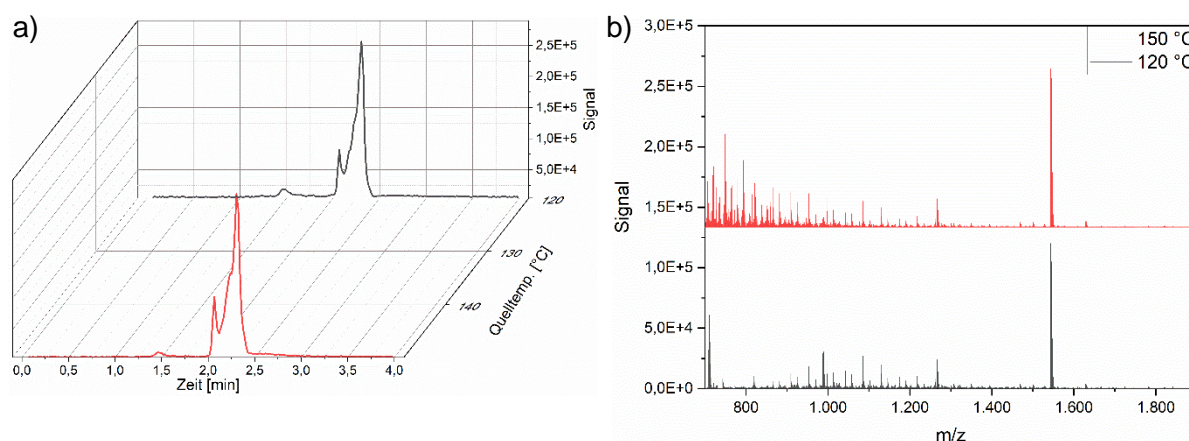 a)
2,5E+5
2,0E+5
1,5E+5
1,0E+5
5,0E+4
Signal
120
130
140
Quelltemp. [°C]
0,0 0,5 1,0 1,5 2,0 2,5 3,0 3,5 4,0
Zeit [min]
b)
3,0E+5
2,5E+5
2,0E+5
1,5E+5
1,0E+5
5,0E+4
0,0E+0
Signal
150 °C
120 °C
800 1.000 1.200 1.400 1.600 1.800
m/z